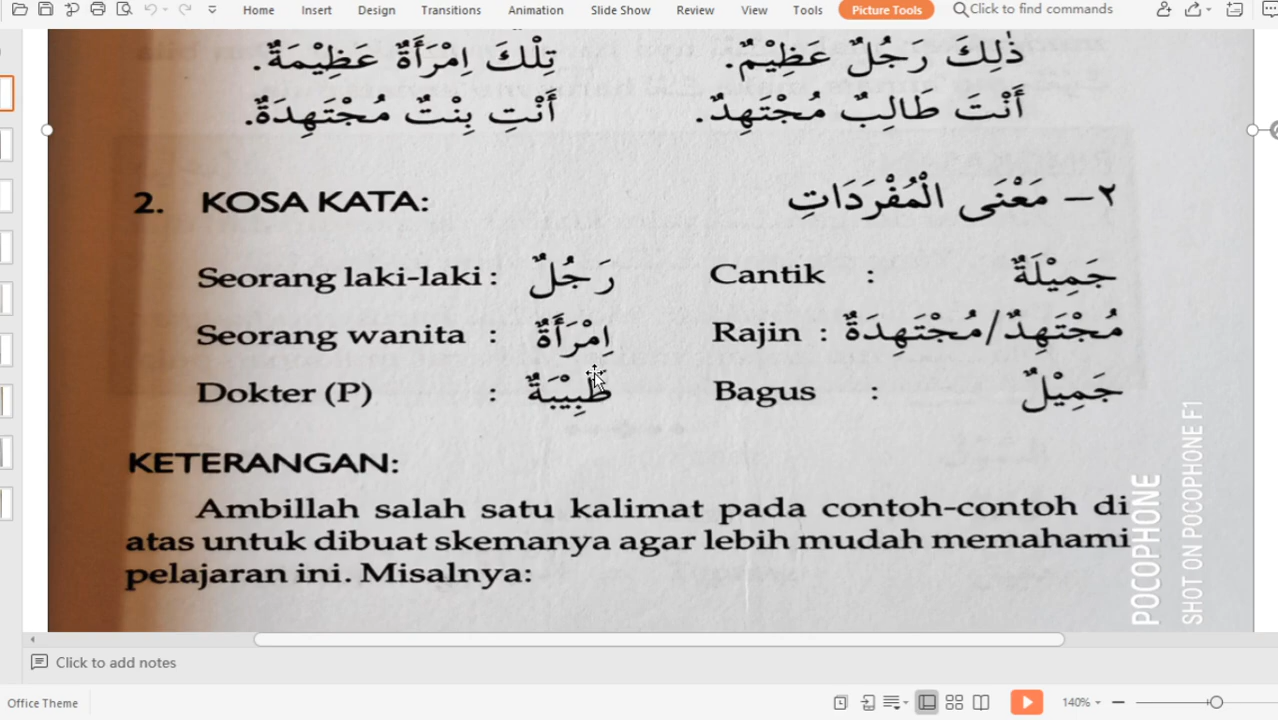 Home Insert Design Transitions Animation Slide Show Review View Tools Picture Tools Click to find commands
ذٰلِكَ رَجُلٌ عَظِيْمٌ. تِلْكَ اِمْرَأَةٌ عَظِيْمَةٌ.
أَنْتَ طَالِبٌ مُجْتَهِدٌ. أَنْتِ بِنْتٌ مُجْتَهِدَةٌ.
2. KOSA KATA: ٢ – مَعْنَى الْمُفْرَدَاتِ
Seorang laki-laki : رَجُلٌ Cantik : جَمِيْلَةٌ
Seorang wanita : اِمْرَأَةٌ Rajin : مُجْتَهِدٌ/مُجْتَهِدَةٌ
Dokter (P) : طَبِيْبَةٌ Bagus : جَمِيْلٌ
KETERANGAN:
Ambillah salah satu kalimat pada contoh-contoh di
atas untuk dibuat skemanya agar lebih mudah memahami
pelajaran ini. Misalnya:
POCOPHONE
SHOT ON POCOPHONE F1
Click to add notes
Office Theme 140%